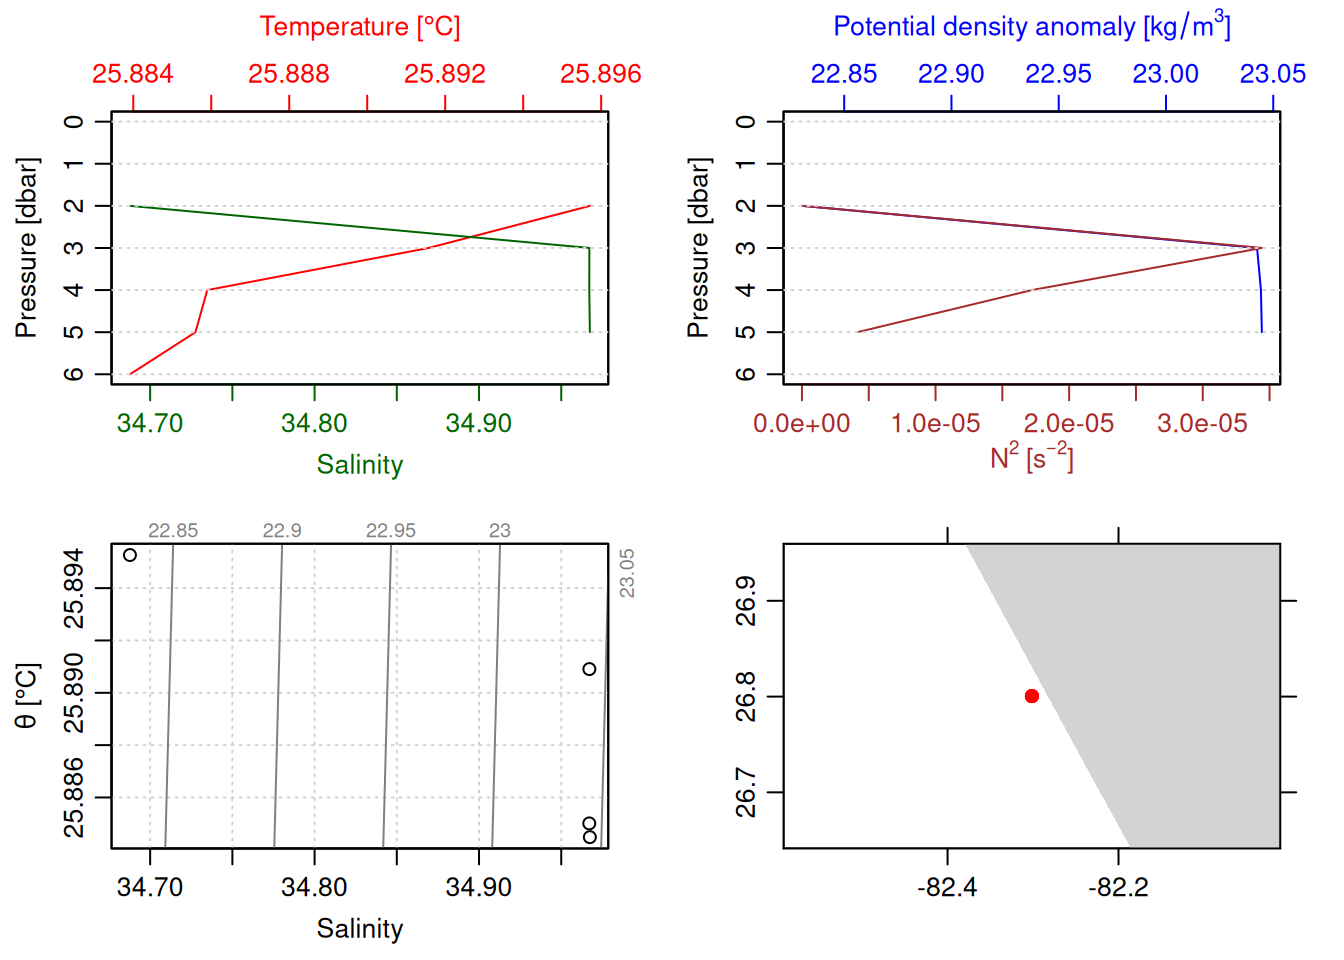 Temperature [°C]
25.884 25.888 25.892 25.896
0
1
2
3
4
5
6
Pressure [dbar]
34.70 34.80 34.90
Salinity
Potential density anomaly [kg/m³]
22.85 22.90 22.95 23.00 23.05
0
1
2
3
4
5
6
Pressure [dbar]
0.0e+00 1.0e-05 2.0e-05 3.0e-05
N² [s⁻²]
22.85 22.9 22.95 23
23.05
25.894
25.890
25.886
θ [°C]
34.70 34.80 34.90
Salinity
26.9
26.8
26.7
-82.4 -82.2